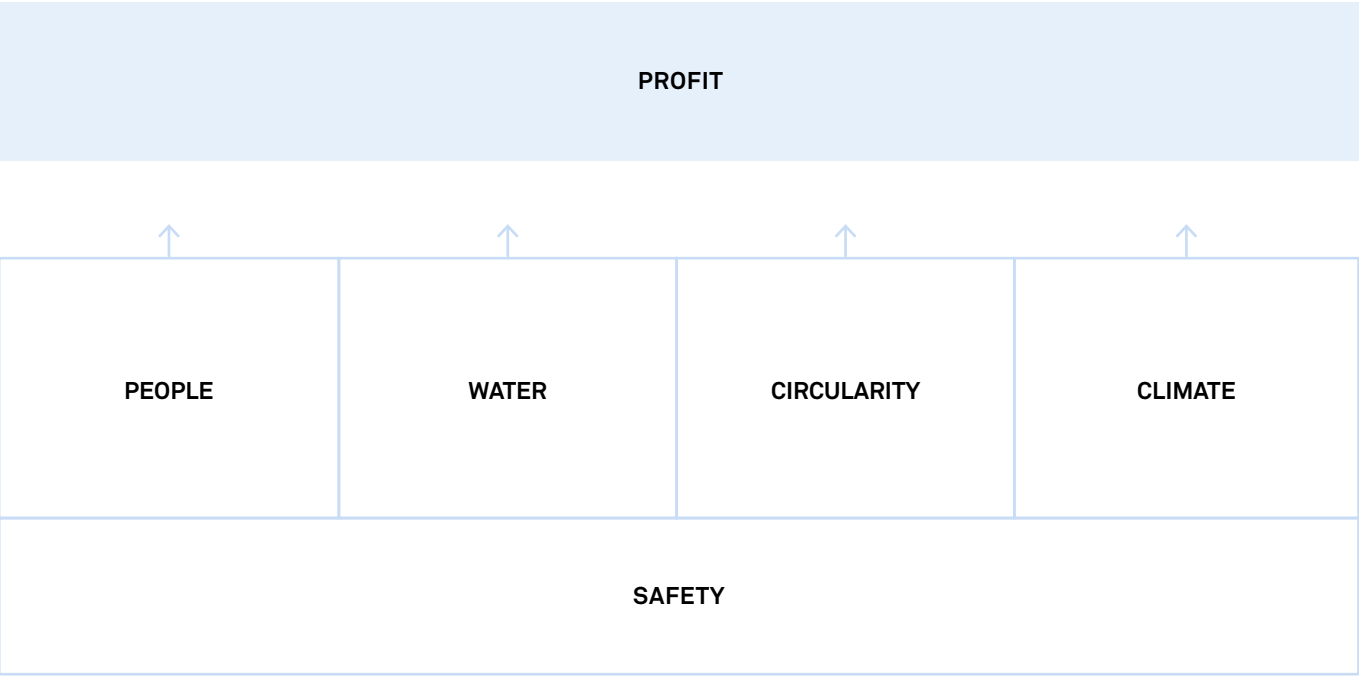 PROFIT
PEOPLE
WATER
CIRCULARITY
CLIMATE
SAFETY